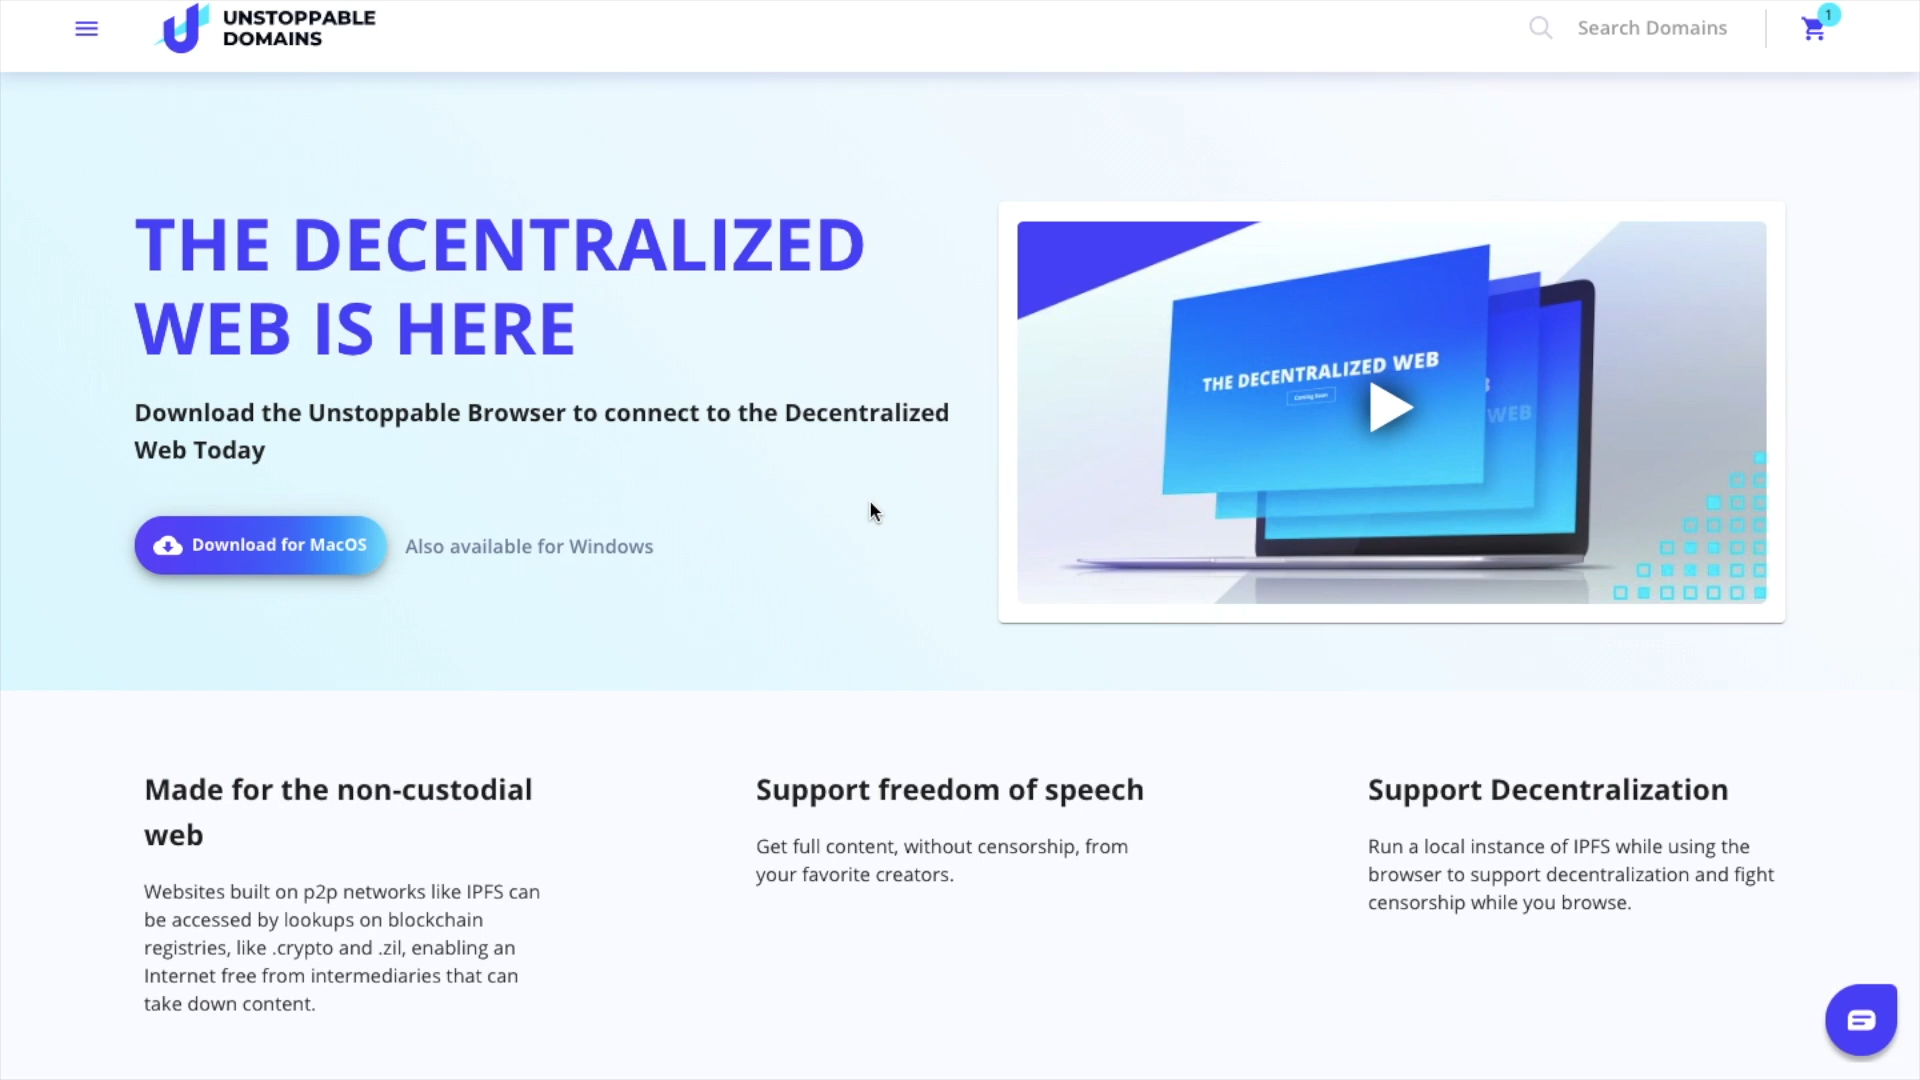 UNSTOPPABLE
DOMAINS
Search Domains
1
THE DECENTRALIZED
WEB IS HERE
Download the Unstoppable Browser to connect to the Decentralized
Web Today
Download for MacOS
Also available for Windows
THE DECENTRALIZED WEB
Coming Soon
WEB
Made for the non-custodial
web
Websites built on p2p networks like IPFS can
be accessed by lookups on blockchain
registries, like .crypto and .zil, enabling an
Internet free from intermediaries that can
take down content.
Support freedom of speech
Get full content, without censorship, from
your favorite creators.
Support Decentralization
Run a local instance of IPFS while using the
browser to support decentralization and fight
censorship while you browse.